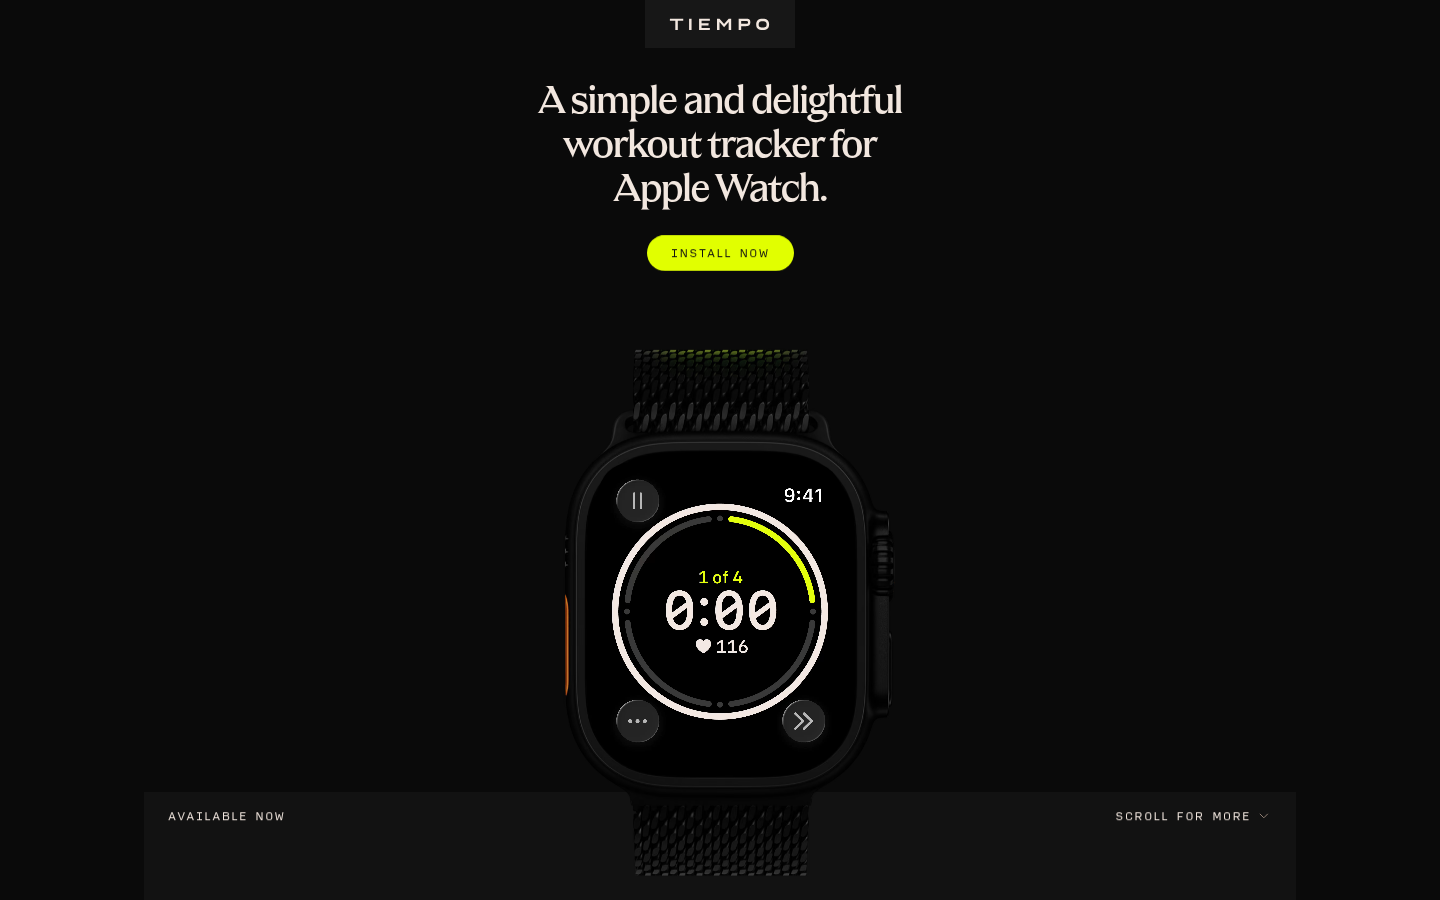 TIEMPO
A simple and delightful
workout tracker for
Apple Watch.
INSTALL NOW
9:41
1 of 4
0:00
116
AVAILABLE NOW
SCROLL FOR MORE